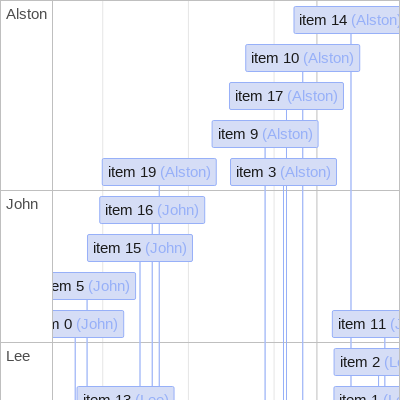 Alston
item 14 (Alston)
item 10 (Alston)
item 17 (Alston)
item 9 (Alston)
item 19 (Alston)
item 3 (Alston)
John
item 16 (John)
item 15 (John)
em 5 (John)
m 0 (John)
item 11 (J
Lee
item 2 (Le
item 13 (Lee)
item 1 (Le